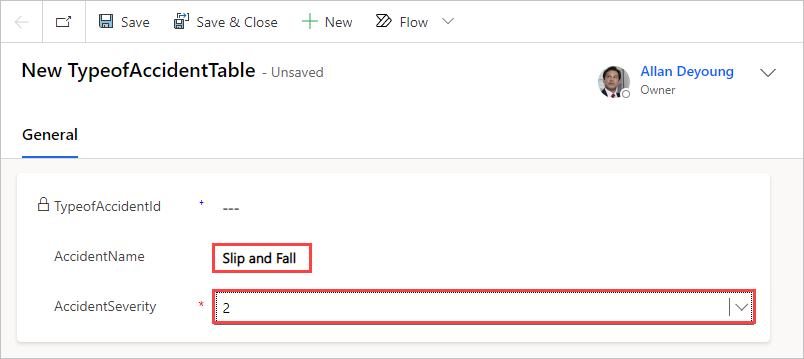 Save Save & Close New Flow
New TypeofAccidentTable - Unsaved
Allan Deyoung
Owner
General
TypeofAccidentId + ---
AccidentName Slip and Fall
AccidentSeverity * 2